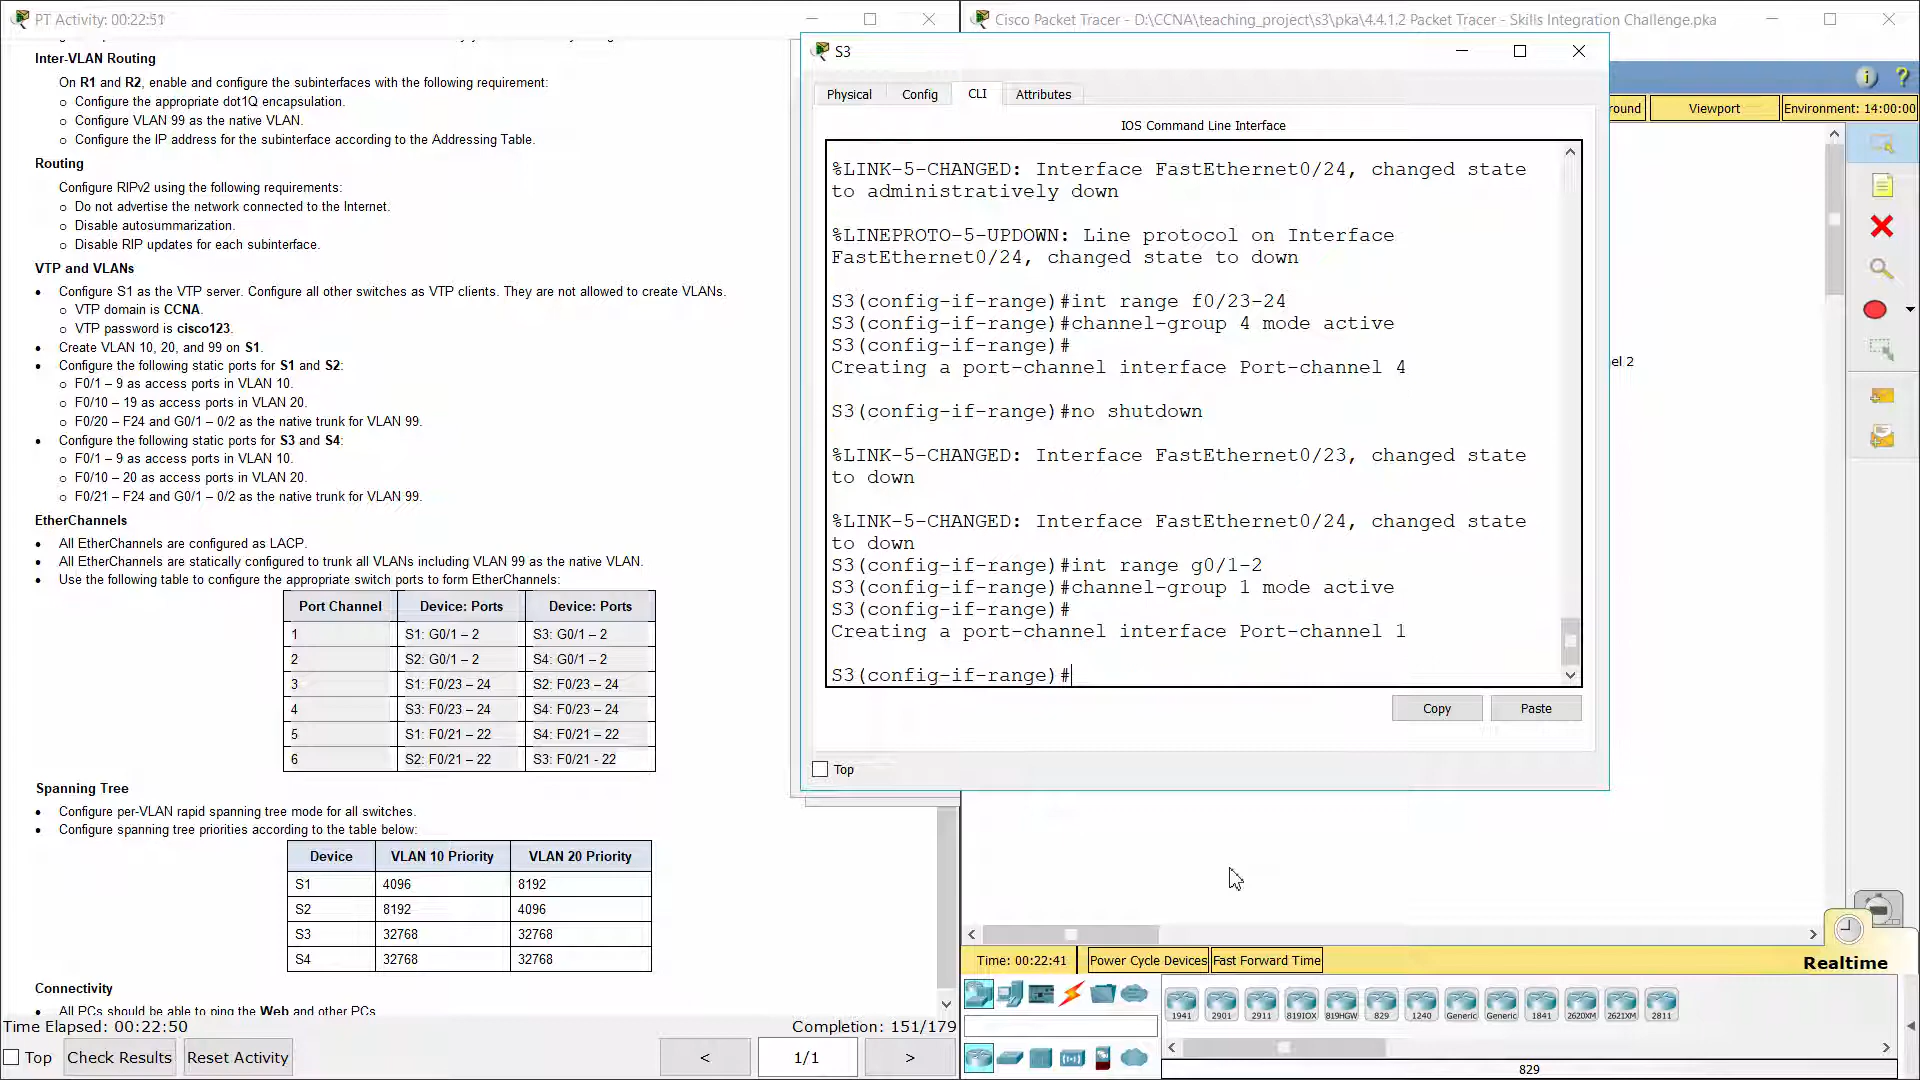 PT Activity: 00:22:51
Inter-VLAN Routing
On R1 and R2, enable and configure the subinterfaces with the following requirement:
o Configure the appropriate dot1Q encapsulation.
o Configure VLAN 99 as the native VLAN.
o Configure the IP address for the subinterface according to the Addressing Table.
Routing
Configure RIPv2 using the following requirements:
o Do not advertise the network connected to the Internet.
o Disable autosummarization.
o Disable RIP updates for each subinterface.
VTP and VLANs
• Configure S1 as the VTP server. Configure all other switches as VTP clients. They are not allowed to create VLANs.
o VTP domain is CCNA.
o VTP password is cisco123.
• Create VLAN 10, 20, and 99 on S1.
• Configure the following static ports for S1 and S2:
o F0/1 – 9 as access ports in VLAN 10.
o F0/10 – 19 as access ports in VLAN 20.
o F0/20 – F24 and G0/1 – 0/2 as the native trunk for VLAN 99.
• Configure the following static ports for S3 and S4:
o F0/1 – 9 as access ports in VLAN 10.
o F0/10 – 20 as access ports in VLAN 20.
o F0/21 – F24 and G0/1 – 0/2 as the native trunk for VLAN 99.
EtherChannels
• All EtherChannels are configured as LACP.
• All EtherChannels are statically configured to trunk all VLANs including VLAN 99 as the native VLAN.
• Use the following table to configure the appropriate switch ports to form EtherChannels:
Port Channel Device: Ports Device: Ports
1 S1: G0/1 – 2 S3: G0/1 – 2
2 S2: G0/1 – 2 S4: G0/1 – 2
3 S1: F0/23 – 24 S2: F0/23 – 24
4 S3: F0/23 – 24 S4: F0/23 – 24
5 S1: F0/21 – 22 S4: F0/21 – 22
6 S2: F0/21 – 22 S3: F0/21 - 22
Spanning Tree
• Configure per-VLAN rapid spanning tree mode for all switches.
• Configure spanning tree priorities according to the table below:
Device VLAN 10 Priority VLAN 20 Priority
S1 4096 8192
S2 8192 4096
S3 32768 32768
S4 32768 32768
Connectivity
• All PCs should be able to ping the Web and other PCs
Time Elapsed: 00:22:50 Completion: 151/179
Top Check Results Reset Activity < 1/1 >
Cisco Packet Tracer - D:\CCNA\teaching_project\s3\pka\4.4.1.2 Packet Tracer - Skills Integration Challenge.pka
S3
Physical Config CLI Attributes
IOS Command Line Interface
%LINK-5-CHANGED: Interface FastEthernet0/24, changed state
to administratively down
%LINEPROTO-5-UPDOWN: Line protocol on Interface
FastEthernet0/24, changed state to down
S3(config-if-range)#int range f0/23-24
S3(config-if-range)#channel-group 4 mode active
S3(config-if-range)#
Creating a port-channel interface Port-channel 4
S3(config-if-range)#no shutdown
%LINK-5-CHANGED: Interface FastEthernet0/23, changed state
to down
%LINK-5-CHANGED: Interface FastEthernet0/24, changed state
to down
S3(config-if-range)#int range g0/1-2
S3(config-if-range)#channel-group 1 mode active
S3(config-if-range)#
Creating a port-channel interface Port-channel 1
S3(config-if-range)#
Copy Paste
Top
round Viewport Environment: 14:00:00
el 2
Time: 00:22:41 Power Cycle Devices Fast Forward Time
Realtime
1941 2901 2911 819IOX 819HGW 829 1240 Generic Generic 1841 2620XM 2621XM 2811
829